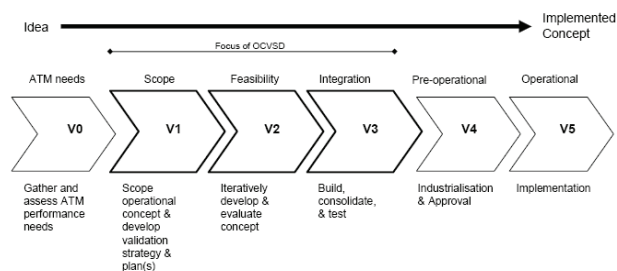 Idea
Implemented
Concept
Focus of OCVSD
ATM needs
Scope
Feasibility
Integration
Pre-operational
Operational
V0
V1
V2
V3
V4
V5
Gather and
assess ATM
performance
needs
Scope
operational
concept &
develop
validation
strategy &
plan(s)
Iteratively
develop &
evaluate
concept
Build,
consolidate,
& test
Industrialisation
& Approval
Implementation